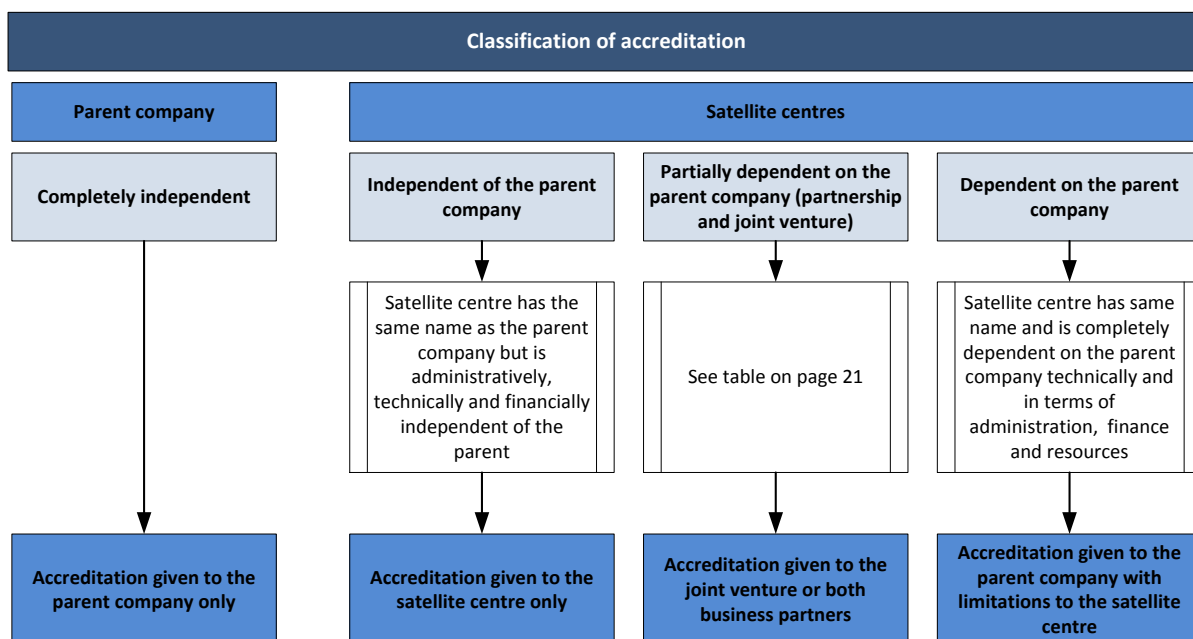 Classification of accreditation
Parent company
Satellite centres
Completely independent
Independent of the parent
company
Partially dependent on the
parent company (partnership
and joint venture)
Dependent on the parent
company
Satellite centre has the
same name as the parent
company but is
administratively,
technically and financially
independent of the
parent
See table on page 21
Satellite centre has same
name and is completely
dependent on the parent
company technically and
in terms of
administration, finance
and resources
Accreditation given to the
parent company only
Accreditation given to the
satellite centre only
Accreditation given to the
joint venture or both
business partners
Accreditation given to the
parent company with
limitations to the satellite
centre